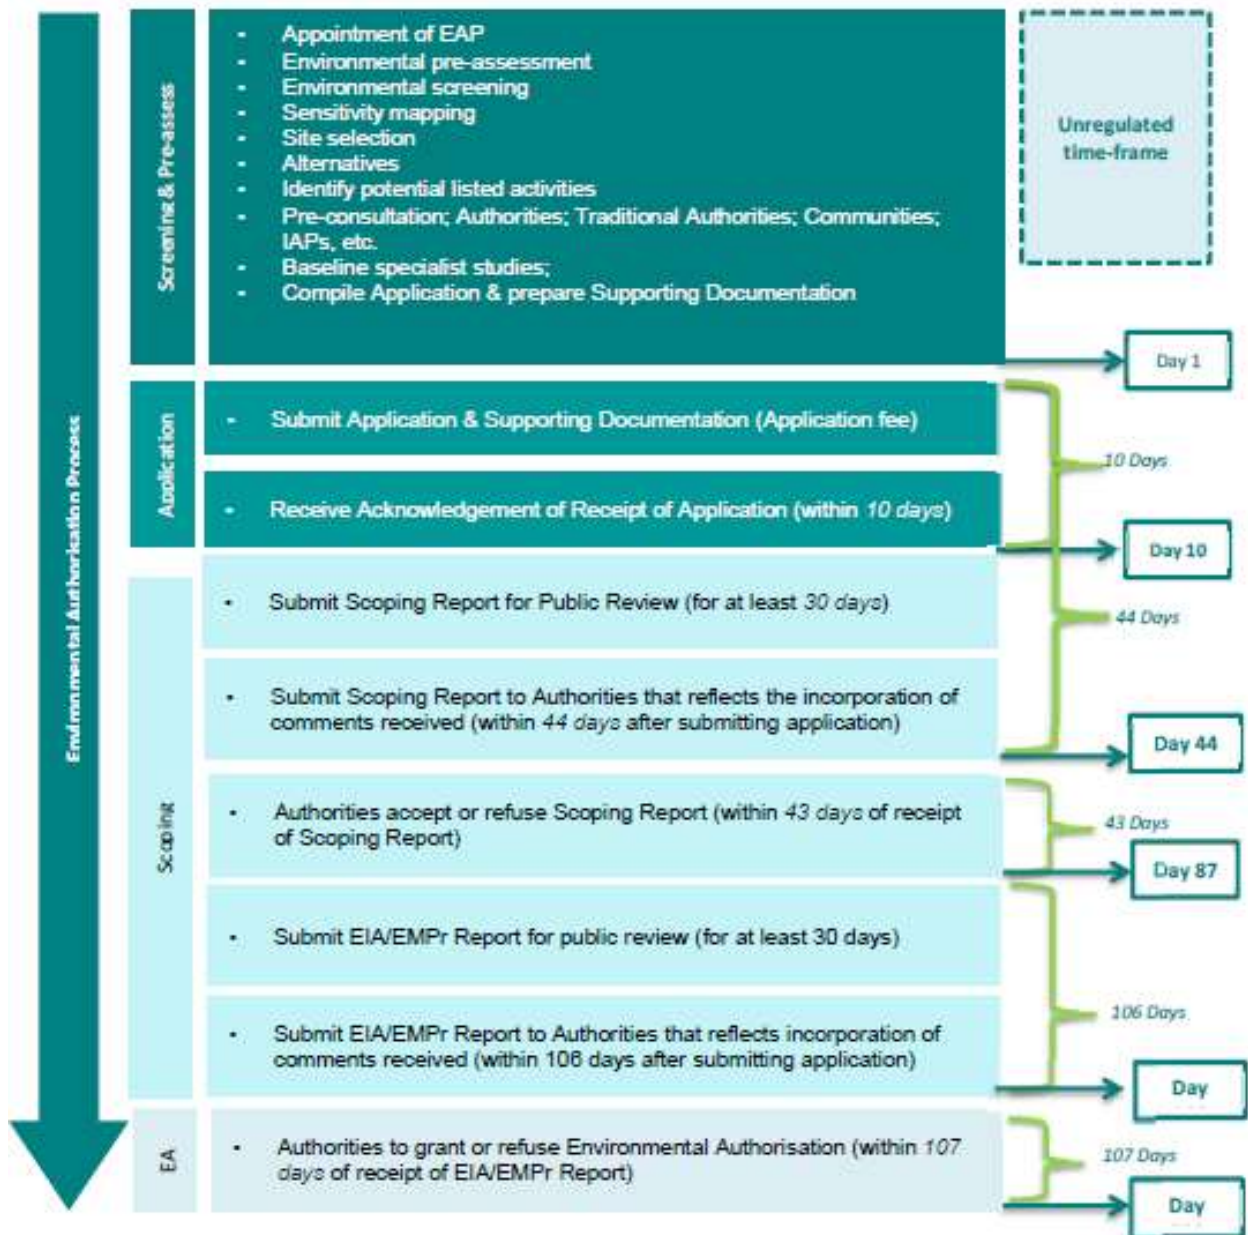 Environmental Authorisation Process
Screening & Pre-assess
- Appointment of EAP
- Environmental pre-assessment
- Environmental screening
- Sensitivity mapping
- Site selection
- Alternatives
- Identify potential listed activities
- Pre-consultation; Authorities; Traditional Authorities; Communities;
IAPs, etc.
- Baseline specialist studies;
- Compile Application & prepare Supporting Documentation
Unregulated
time-frame
Day 1
Application
- Submit Application & Supporting Documentation (Application fee)
10 Days
- Receive Acknowledgement of Receipt of Application (within 10 days)
Day 10
Scoping
- Submit Scoping Report for Public Review (for at least 30 days)
44 Days
- Submit Scoping Report to Authorities that reflects the incorporation of
comments received (within 44 days after submitting application)
Day 44
- Authorities accept or refuse Scoping Report (within 43 days of receipt
of Scoping Report)
43 Days
Day 87
- Submit EIA/EMPr Report for public review (for at least 30 days)
106 Days
- Submit EIA/EMPr Report to Authorities that reflects incorporation of
comments received (within 106 days after submitting application)
Day
EA
- Authorities to grant or refuse Environmental Authorisation (within 107
days of receipt of EIA/EMPr Report)
107 Days
Day